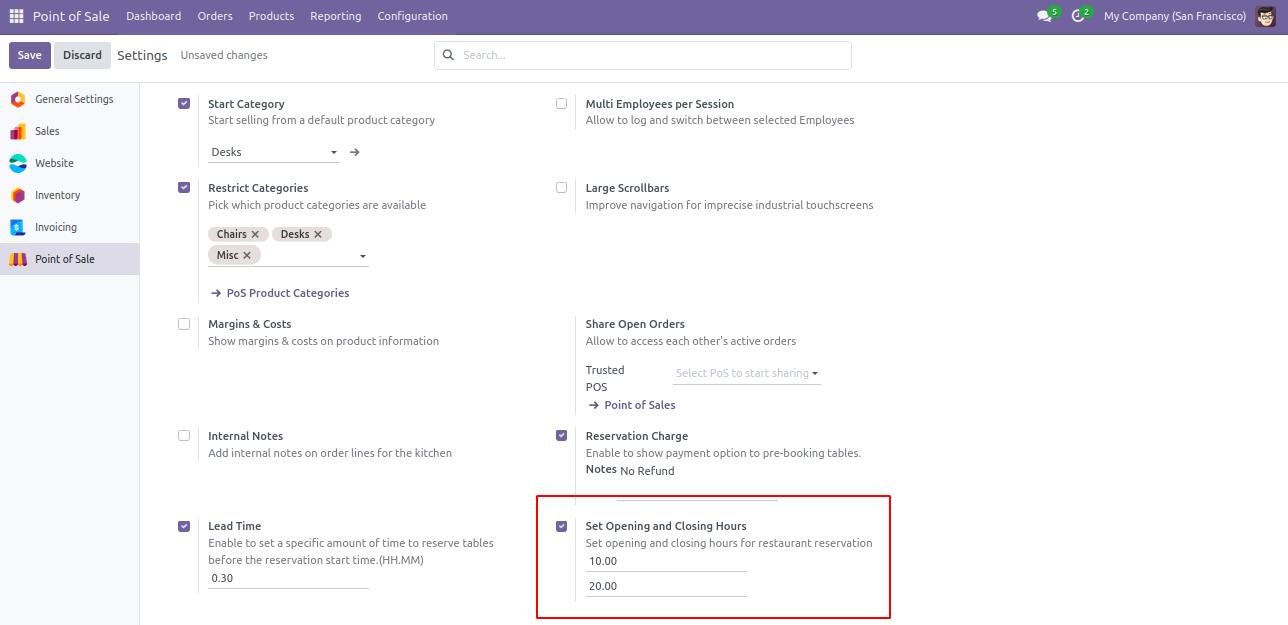 Point of Sale Dashboard Orders Products Reporting Configuration 5 2 My Company (San Francisco)
Save Discard Settings Unsaved changes Search...
General Settings
Sales
Website
Inventory
Invoicing
Point of Sale
Start Category
Start selling from a default product category
Desks
Multi Employees per Session
Allow to log and switch between selected Employees
Restrict Categories
Pick which product categories are available
Chairs Desks
Misc
PoS Product Categories
Large Scrollbars
Improve navigation for imprecise industrial touchscreens
Margins & Costs
Show margins & costs on product information
Share Open Orders
Allow to access each other's active orders
Trusted
POS
Select PoS to start sharing
Point of Sales
Internal Notes
Add internal notes on order lines for the kitchen
Reservation Charge
Enable to show payment option to pre-booking tables.
Notes No Refund
Lead Time
Enable to set a specific amount of time to reserve tables
before the reservation start time.(HH.MM)
0.30
Set Opening and Closing Hours
Set opening and closing hours for restaurant reservation
10.00
20.00